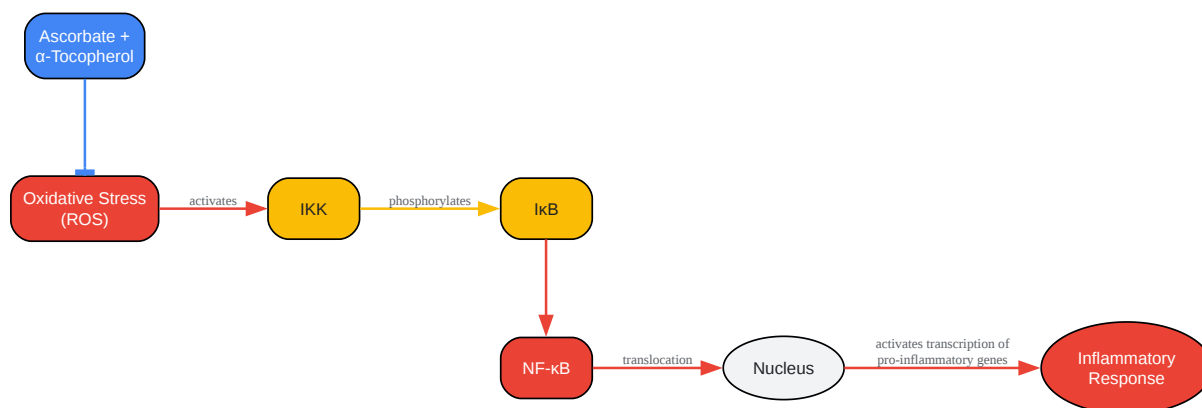 Ascorbate +
α-Tocopherol
Oxidative Stress
(ROS)
activates
IKK
phosphorylates
IκB
NF-κB
translocation
Nucleus
activates transcription of
pro-inflammatory genes
Inflammatory
Response